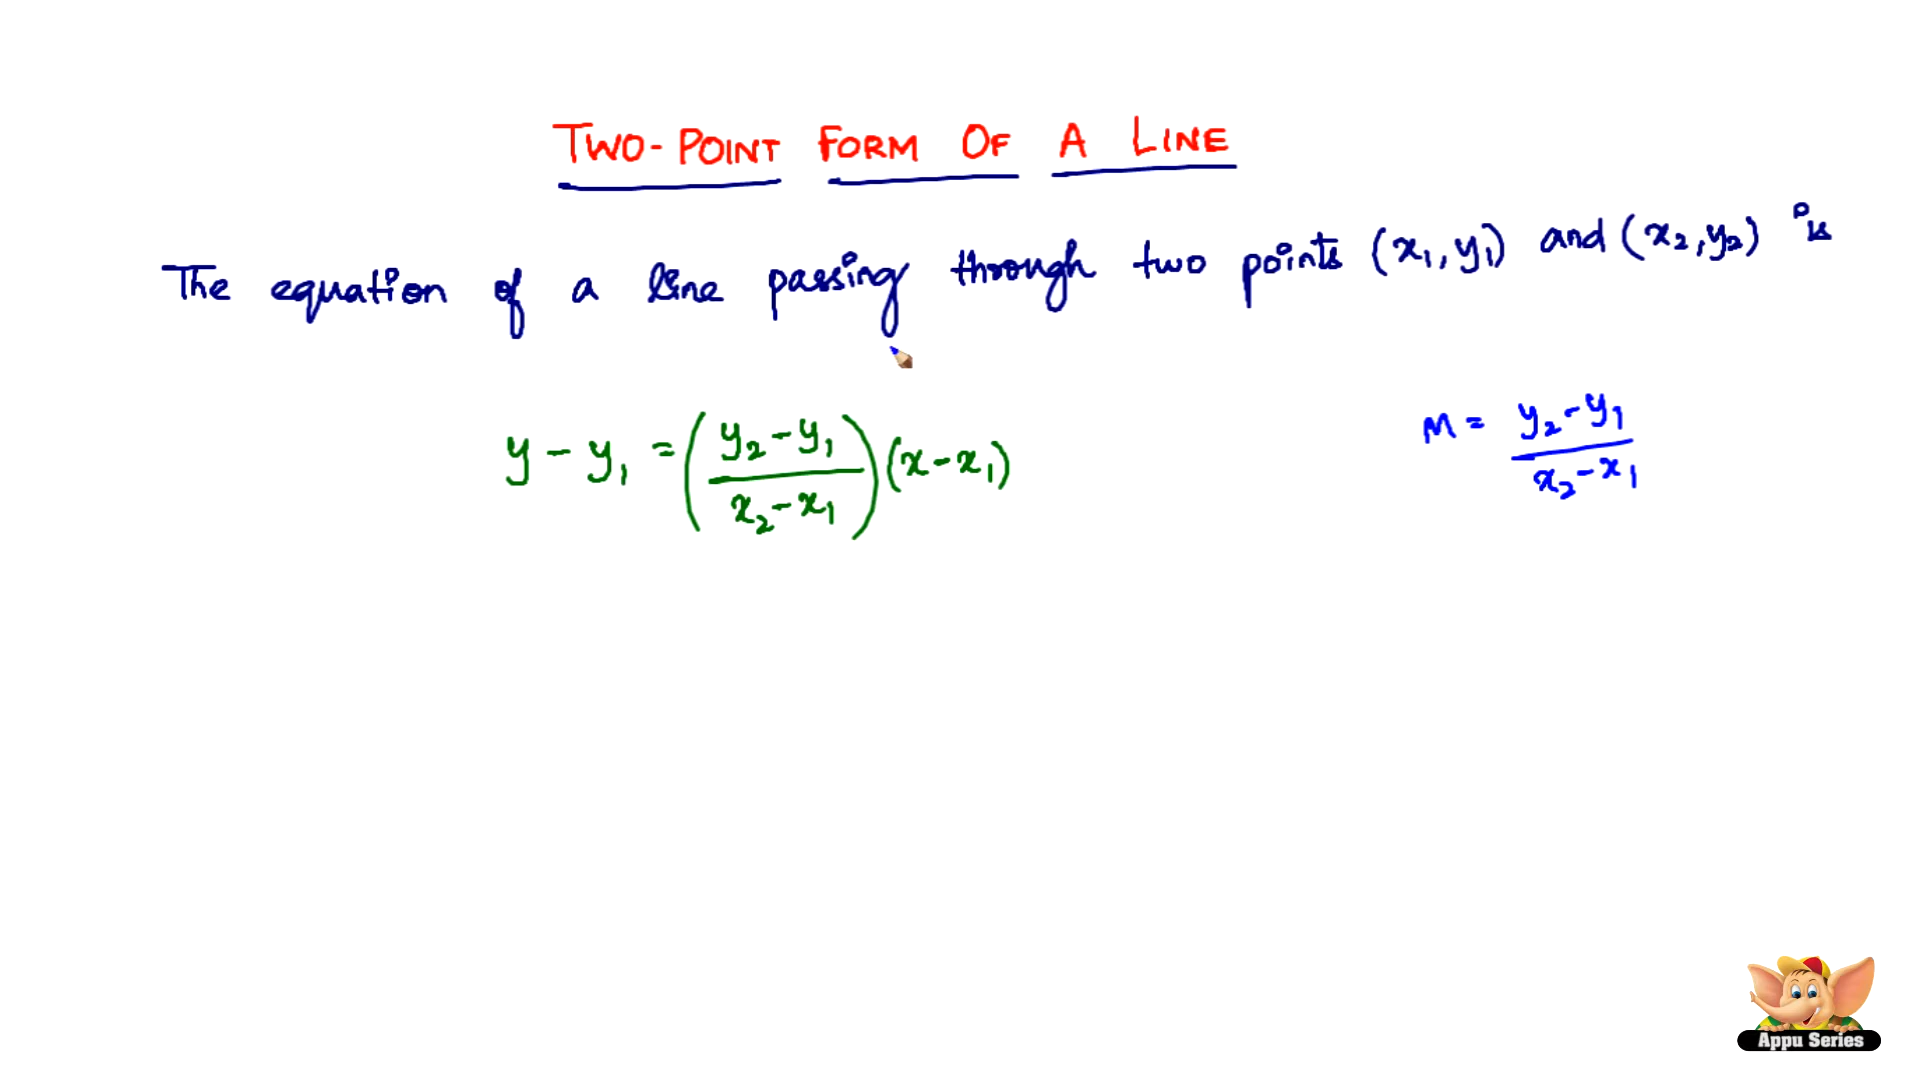 TWO-POINT FORM OF A LINE
The equation of a line passing through two points (x₁, y₁) and (x₂, y₂) is
y - y₁ = ((y₂ - y₁)/(x₂ - x₁)) (x - x₁)
M = (y₂ - y₁)/(x₂ - x₁)
Appu Series